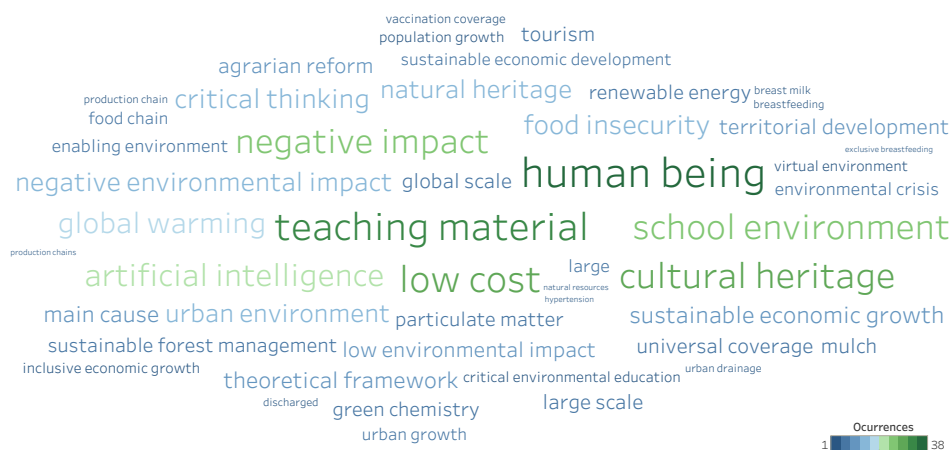 vaccination coverage
population growth
tourism
sustainable economic development
agrarian reform
natural heritage
renewable energy
breast milk
production chain
critical thinking
breastfeeding
food chain
food insecurity
territorial development
enabling environment
negative impact
exclusive breastfeeding
human being
virtual environment
negative environmental impact
global scale
environmental crisis
global warming
teaching material
school environment
production chains
artificial intelligence
low cost
large
cultural heritage
natural resources
hypertension
main cause
urban environment
particulate matter
sustainable economic growth
sustainable forest management
low environmental impact
universal coverage
mulch
inclusive economic growth
theoretical framework
critical environmental education
urban drainage
discharged
green chemistry
large scale
urban growth
Ocurrences
1
38